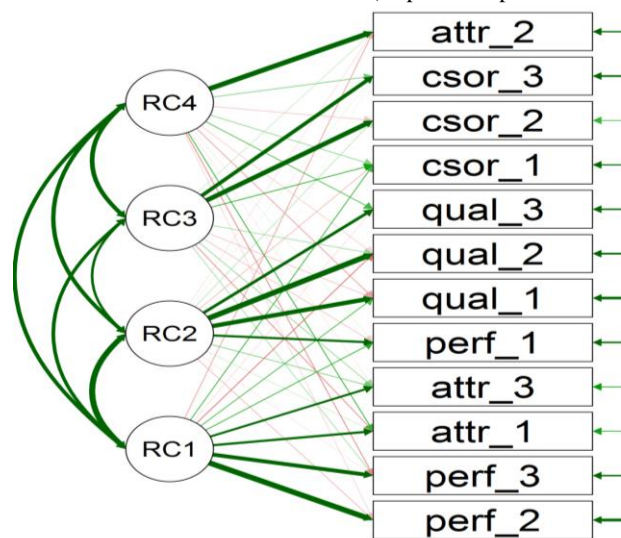 attr_2
csor_3
csor_2
csor_1
qual_3
qual_2
qual_1
perf_1
attr_3
attr_1
perf_3
perf_2
RC4
RC3
RC2
RC1